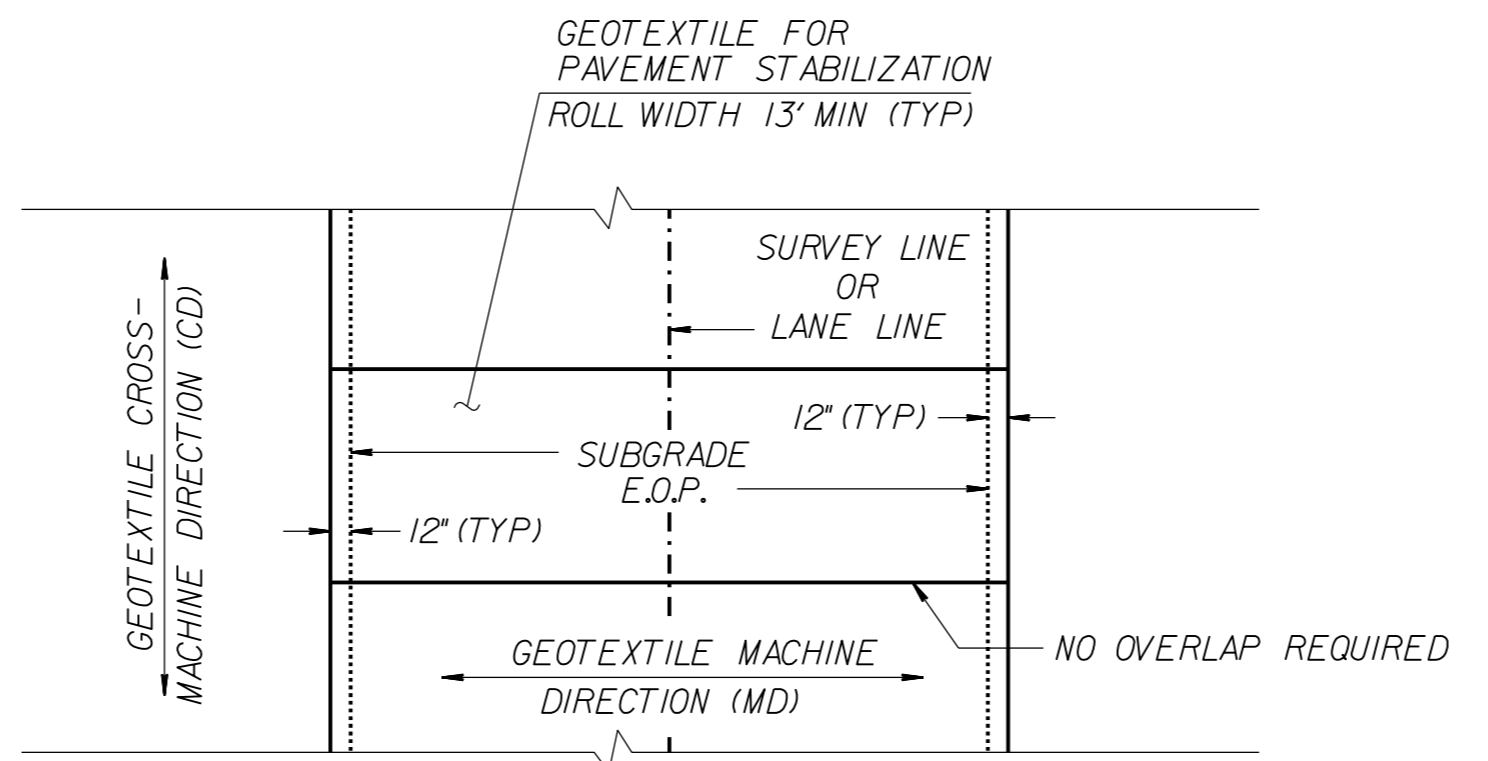 GEOTEXTILE FOR
PAVEMENT STABILIZATION
ROLL WIDTH 13' MIN (TYP)
SURVEY LINE
OR
LANE LINE
GEOTEXTILE CROSS-
MACHINE DIRECTION (CD)
12" (TYP)
SUBGRADE
E.O.P.
12" (TYP)
GEOTEXTILE MACHINE
DIRECTION (MD)
NO OVERLAP REQUIRED